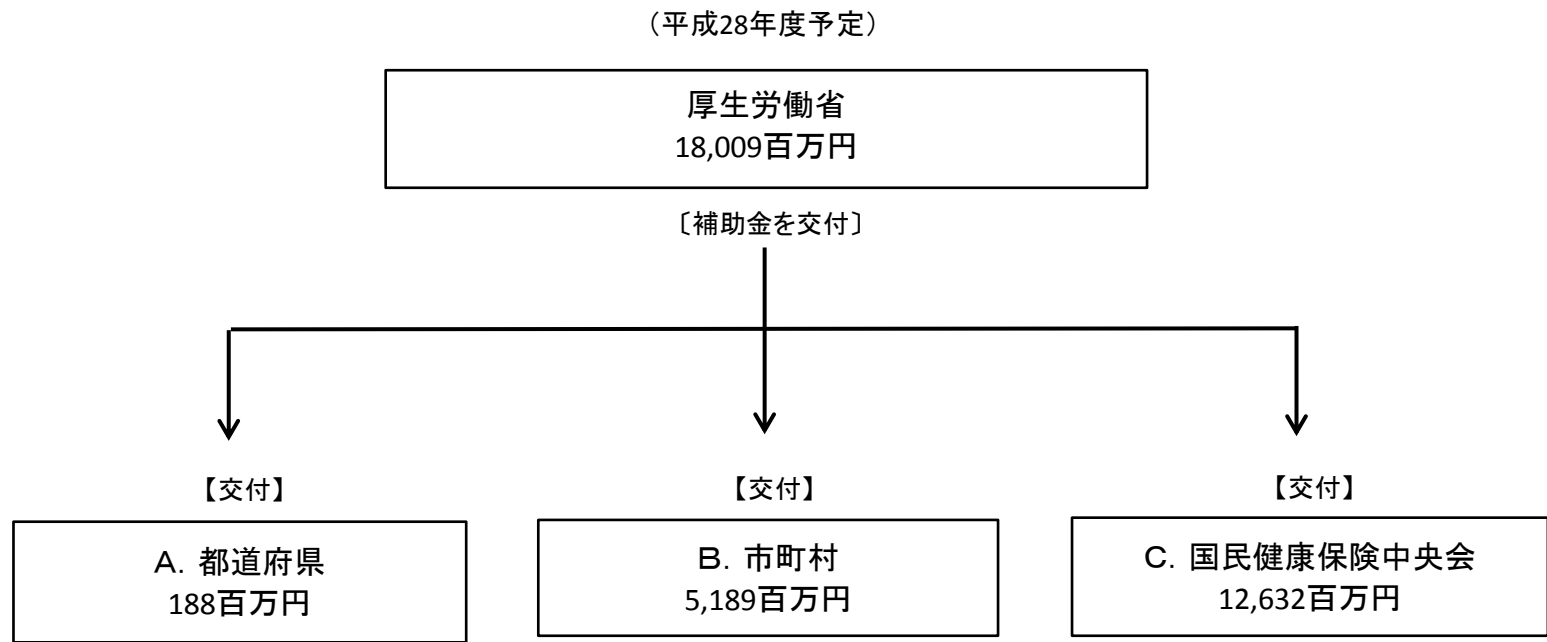 （平成28年度予定）
厚生労働省
18,009百万円
〔補助金を交付〕
【交付】
【交付】
【交付】
Ａ．都道府県
188百万円
Ｂ．市町村
5,189百万円
Ｃ．国民健康保険中央会
12,632百万円